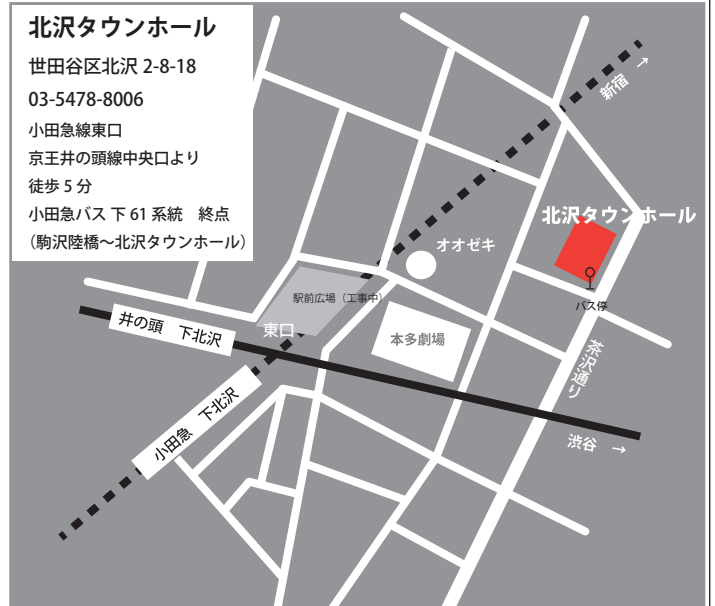 北沢タウンホール
世田谷区北沢 2-8-18
03-5478-8006
小田急線東口
京王井の頭線中央口より
徒歩 5 分
小田急バス 下 61 系統　終点
（駒沢陸橋〜北沢タウンホール）
新宿 →
北沢タウンホール
オオゼキ
バス停
駅前広場（工事中）
井の頭　下北沢
東口
本多劇場
茶沢通り
小田急　下北沢
渋谷 →